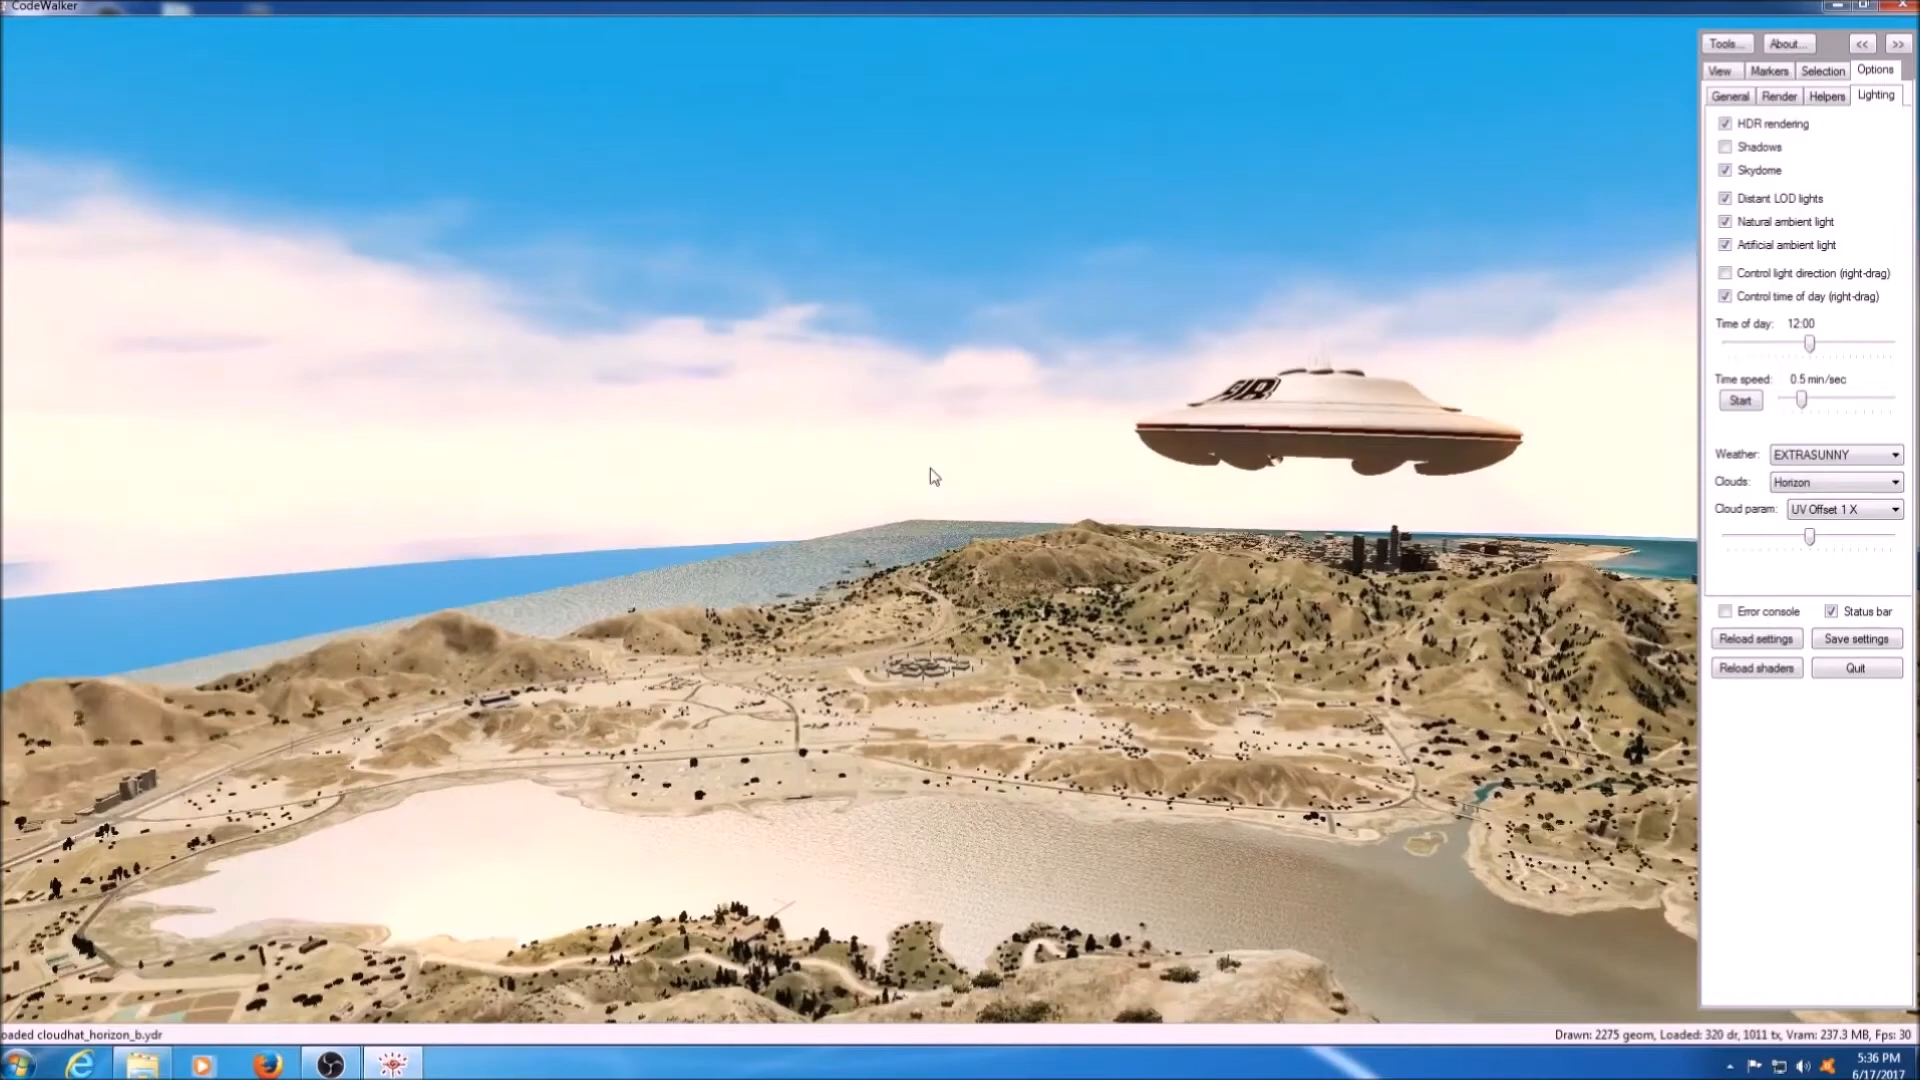 CodeWalker
Tools... About... << >>
View Markers Selection Options
General Render Helpers Lighting
HDR rendering
Shadows
Skydome
Distant LOD lights
Natural ambient light
Artificial ambient light
Control light direction (right-drag)
Control time of day (right-drag)
Time of day: 12:00
Time speed: 0.5 min/sec
Start
Weather: EXTRASUNNY
Clouds: Horizon
Cloud param: UV Offset 1 X
Error console Status bar
Reload settings Save settings
Reload shaders Quit
oaded cloudhat_horizon_b.ydr
Drawn: 2275 geom, Loaded: 320 dr, 1011 tx, Vram: 237.3 MB, Fps: 30
5:36 PM
6/17/2017